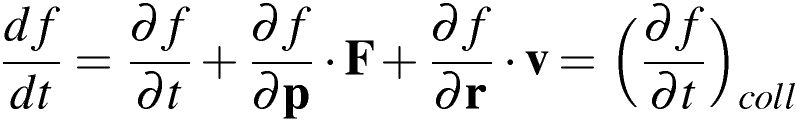 df/dt = ∂f/∂t + ∂f/∂𝐩 · 𝐅 + ∂f/∂𝐫 · 𝐯 = (∂f/∂t)_coll